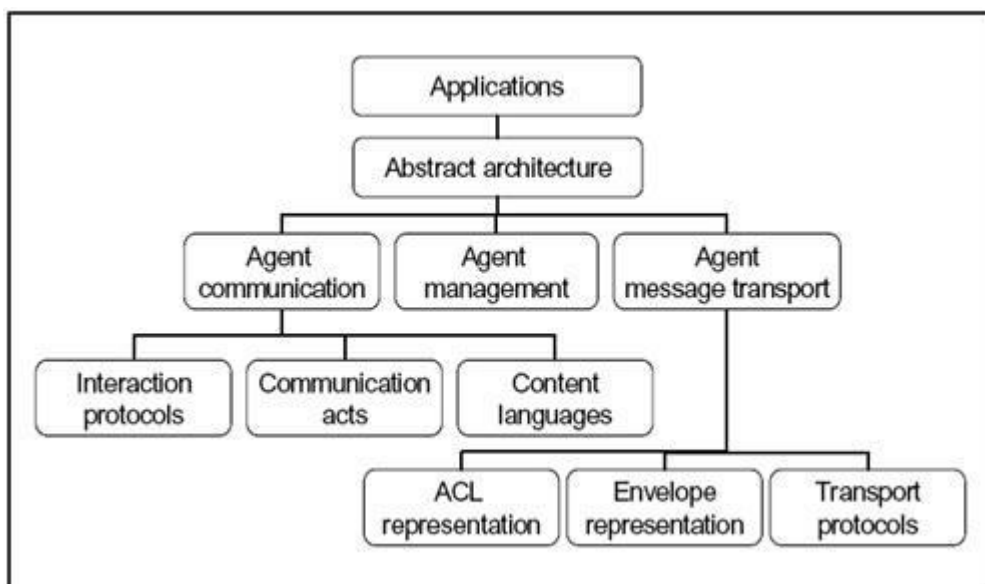 Applications
Abstract architecture
Agent
communication
Agent
management
Agent
message transport
Interaction
protocols
Communication
acts
Content
languages
ACL
representation
Envelope
representation
Transport
protocols